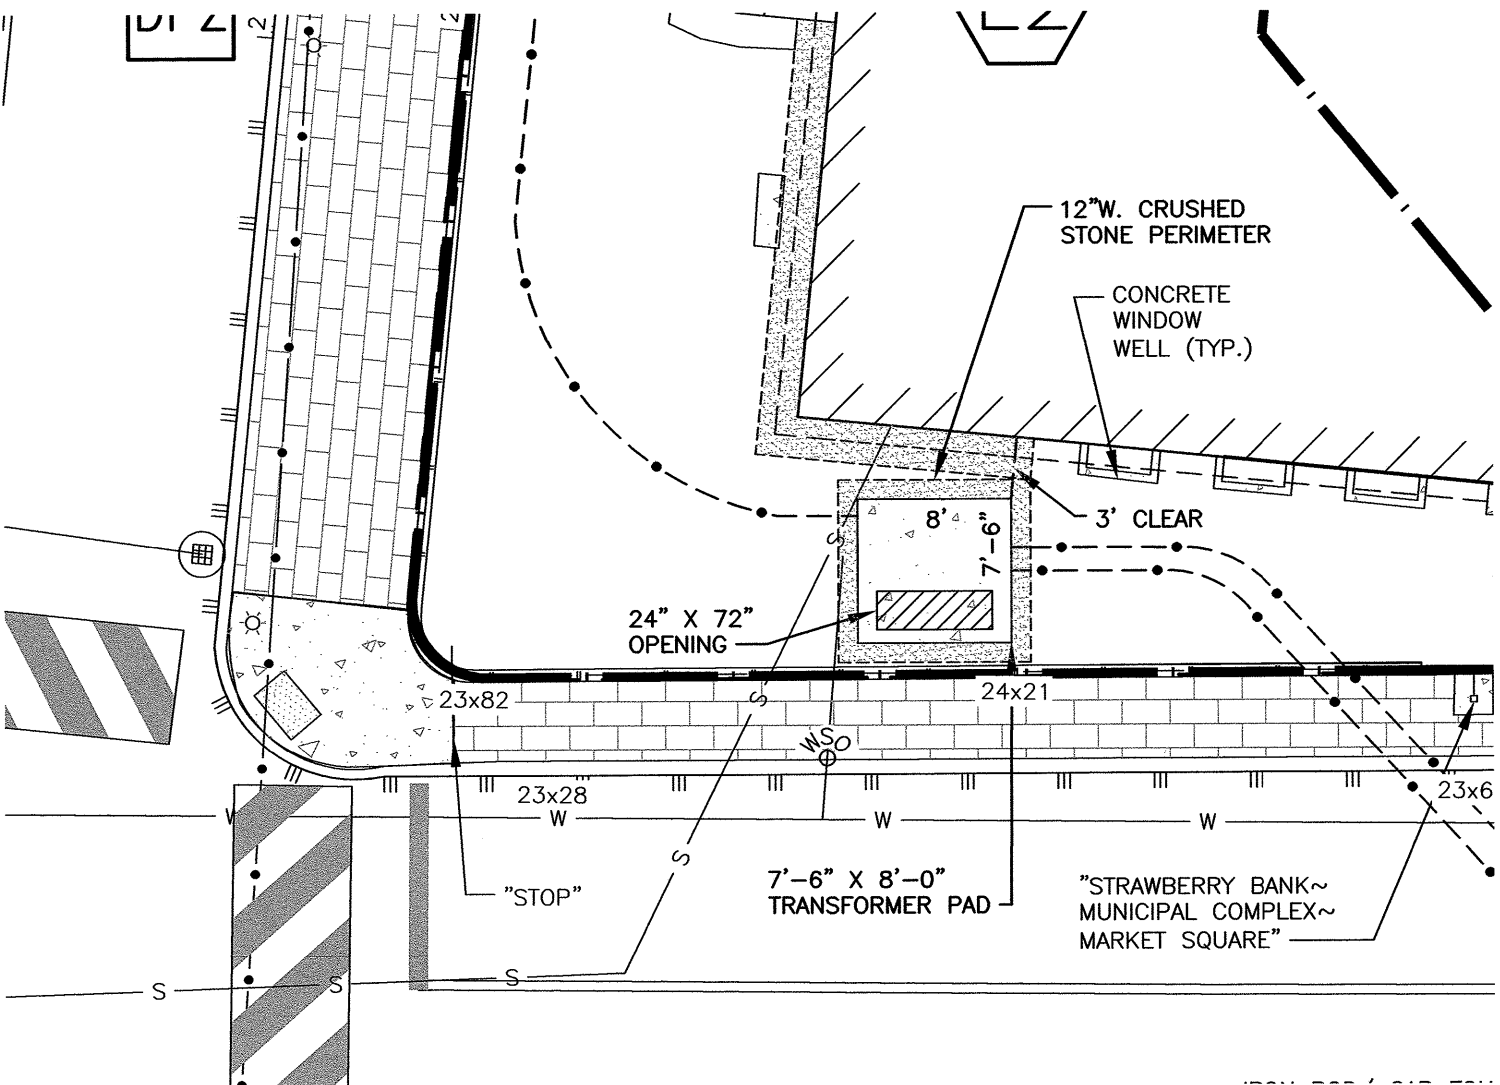 12"W. CRUSHED
STONE PERIMETER
CONCRETE
WINDOW
WELL (TYP.)
8'
7'-6"
3' CLEAR
S
24" X 72"
OPENING
S
23x82
24x21
S
WSO
23x28
23x6
W
W
W
W
S
7'-6" X 8'-0"
TRANSFORMER PAD
"STOP"
"STRAWBERRY BANK~
MUNICIPAL COMPLEX~
MARKET SQUARE"
S
S
S